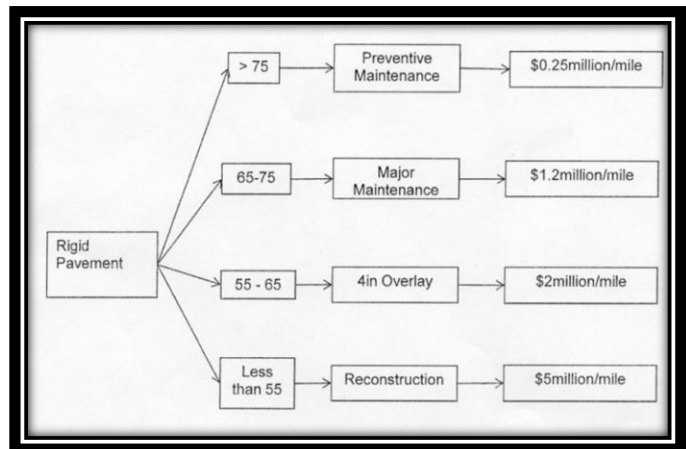 > 75
Preventive
Maintenance
$0.25million/mile
65-75
Major
Maintenance
$1.2million/mile
Rigid
Pavement
55 - 65
4in Overlay
$2million/mile
Less
than 55
Reconstruction
$5million/mile